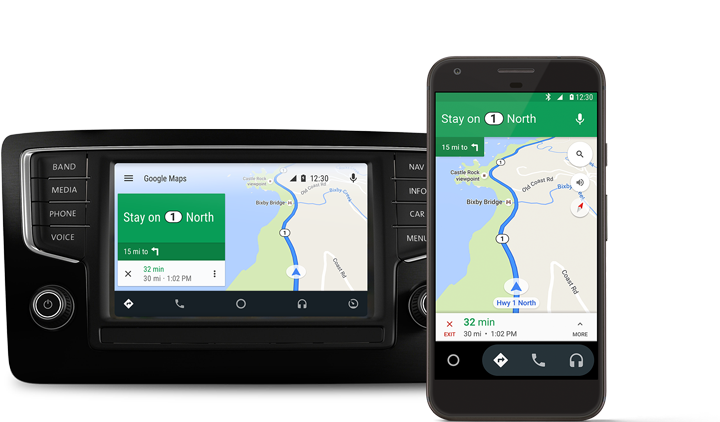 BAND
MEDIA
PHONE
VOICE
Google Maps
12:30
Stay on 1 North
15 mi to
32 min
30 mi · 1:02 PM
Castle Rock
viewpoint
Old Coast Rd
Bixby Creek
Bixby Bridge
1
Coast Rd
NAV
INFO
CAR
MENU
12:30
Stay on 1 North
15 mi to
Castle Rock
viewpoint
1
Old Coast Rd
Bixby Bridge
1
Coast Rd
Hwy 1 North
32 min
30 mi • 1:02 PM
EXIT
MORE